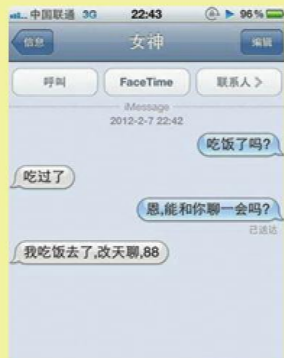 中国联通 3G 22:43 96%
信息 女神 编辑
呼叫 FaceTime 联系人
iMessage
2012-2-7 22:42
吃饭了吗?
吃过了
恩,能和你聊一会吗?
已送达
我吃饭去了,改天聊,88